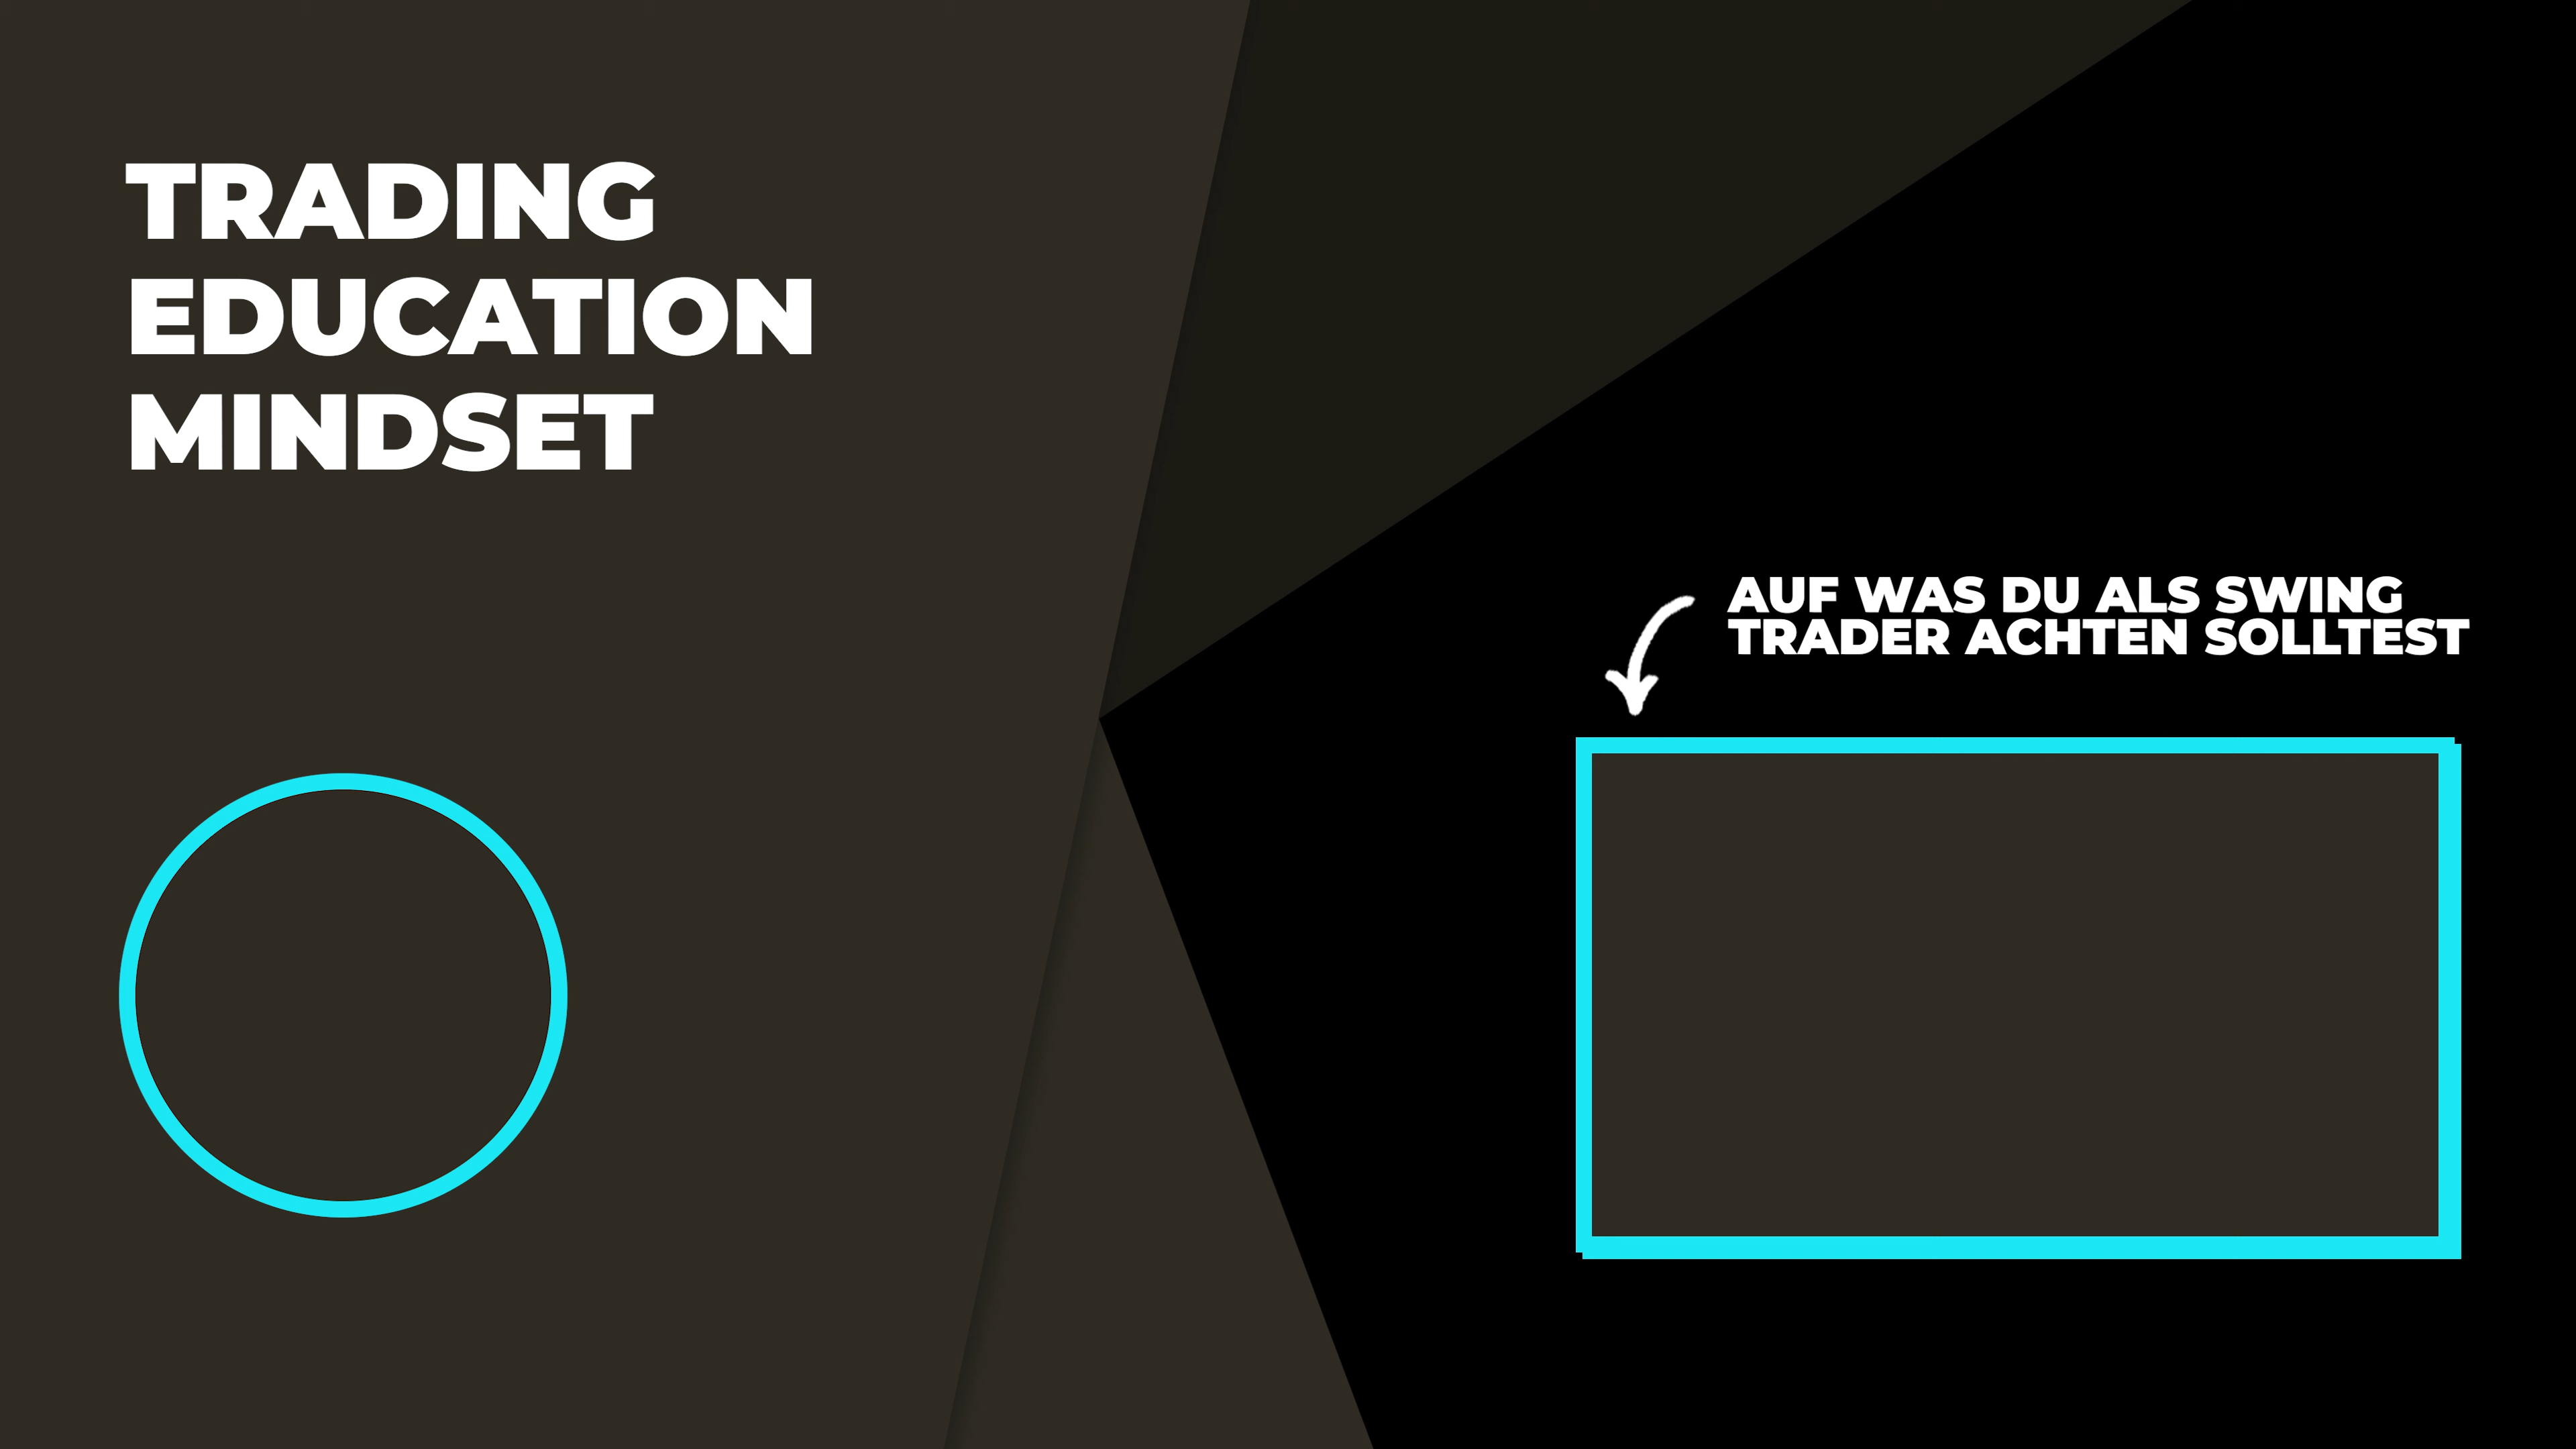 TRADING
EDUCATION
MINDSET
AUF WAS DU ALS SWING
TRADER ACHTEN SOLLTEST